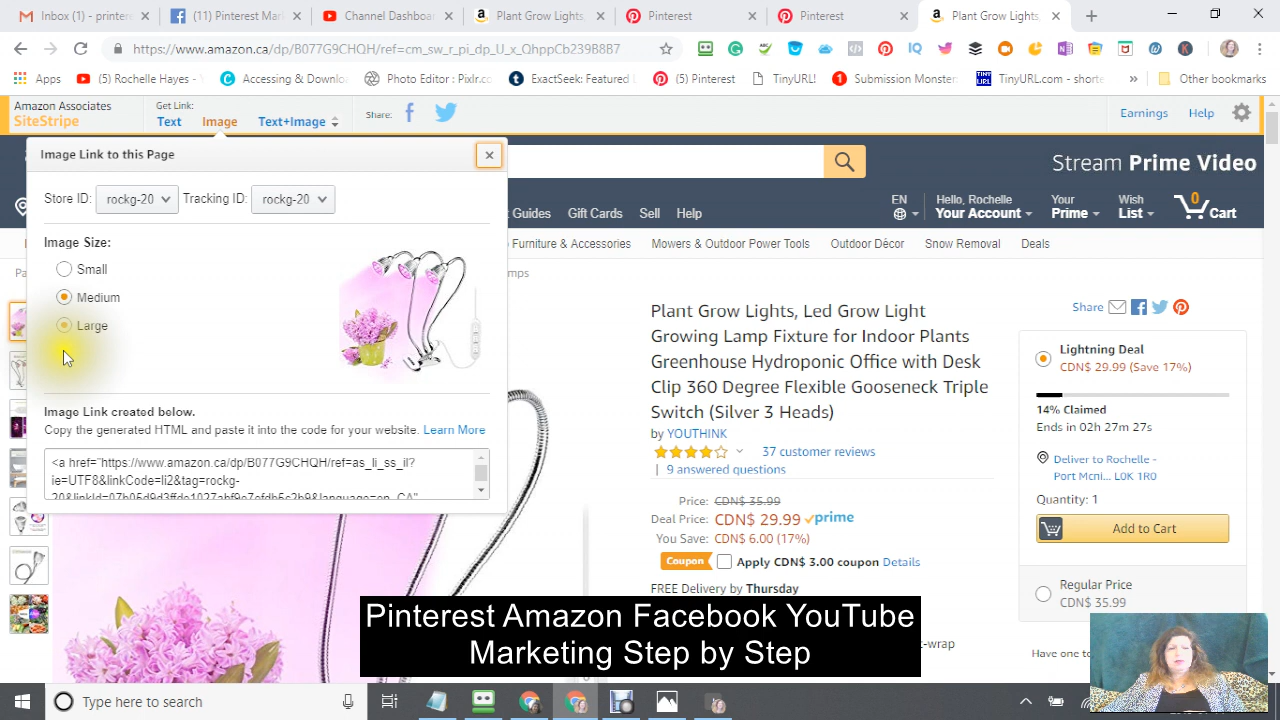 Inbox (1) - printer
(11) Pinterest Mark
Channel Dashboar
Plant Grow Lights,
Pinterest
Pinterest
Plant Grow Lights,
https://www.amazon.ca/dp/B077G9CHQH/ref=cm_sw_r_pi_dp_U_x_QhppCb239B8B7
Apps
(5) Rochelle Hayes -
Accessing & Downlo
Photo Editor: Pixlr.co
ExactSeek: Featured
(5) Pinterest
TinyURL!
Submission Monster
TinyURL.com - shorte
Other bookmarks
Amazon Associates
SiteStripe
Get Link:
Text
Image
Text+Image
Share:
Earnings
Help
Image Link to this Page
Store ID: rockg-20 Tracking ID: rockg-20
Image Size:
Small
Medium
Large
Image Link created below.
Copy the generated HTML and paste it into the code for your website. Learn More
<a href="https://www.amazon.ca/dp/B077G9CHQH/ref=as_li_ss_il?
ie=UTF8&linkCode=li2&tag=rockg-
Stream Prime Video
Guides
Gift Cards
Sell
Help
EN
Hello, Rochelle
Your Account
Your
Prime
Wish
List
0
Cart
Furniture & Accessories
Mowers & Outdoor Power Tools
Outdoor Décor
Snow Removal
Deals
Plant Grow Lights, Led Grow Light
Growing Lamp Fixture for Indoor Plants
Greenhouse Hydroponic Office with Desk
Clip 360 Degree Flexible Gooseneck Triple
Switch (Silver 3 Heads)
by YOUTHINK
37 customer reviews
| 9 answered questions
Price: CDN$ 35.99
Deal Price: CDN$ 29.99 prime
You Save: CDN$ 6.00 (17%)
Coupon Apply CDN$ 3.00 coupon Details
FREE Delivery by Thursday
Share
Lightning Deal
CDN$ 29.99 (Save 17%)
14% Claimed
Ends in 02h 27m 27s
Deliver to Rochelle -
Port Mcni... L0K 1R0
Quantity: 1
Add to Cart
Regular Price
CDN$ 35.99
Have one to
Pinterest Amazon Facebook YouTube
Marketing Step by Step
Type here to search